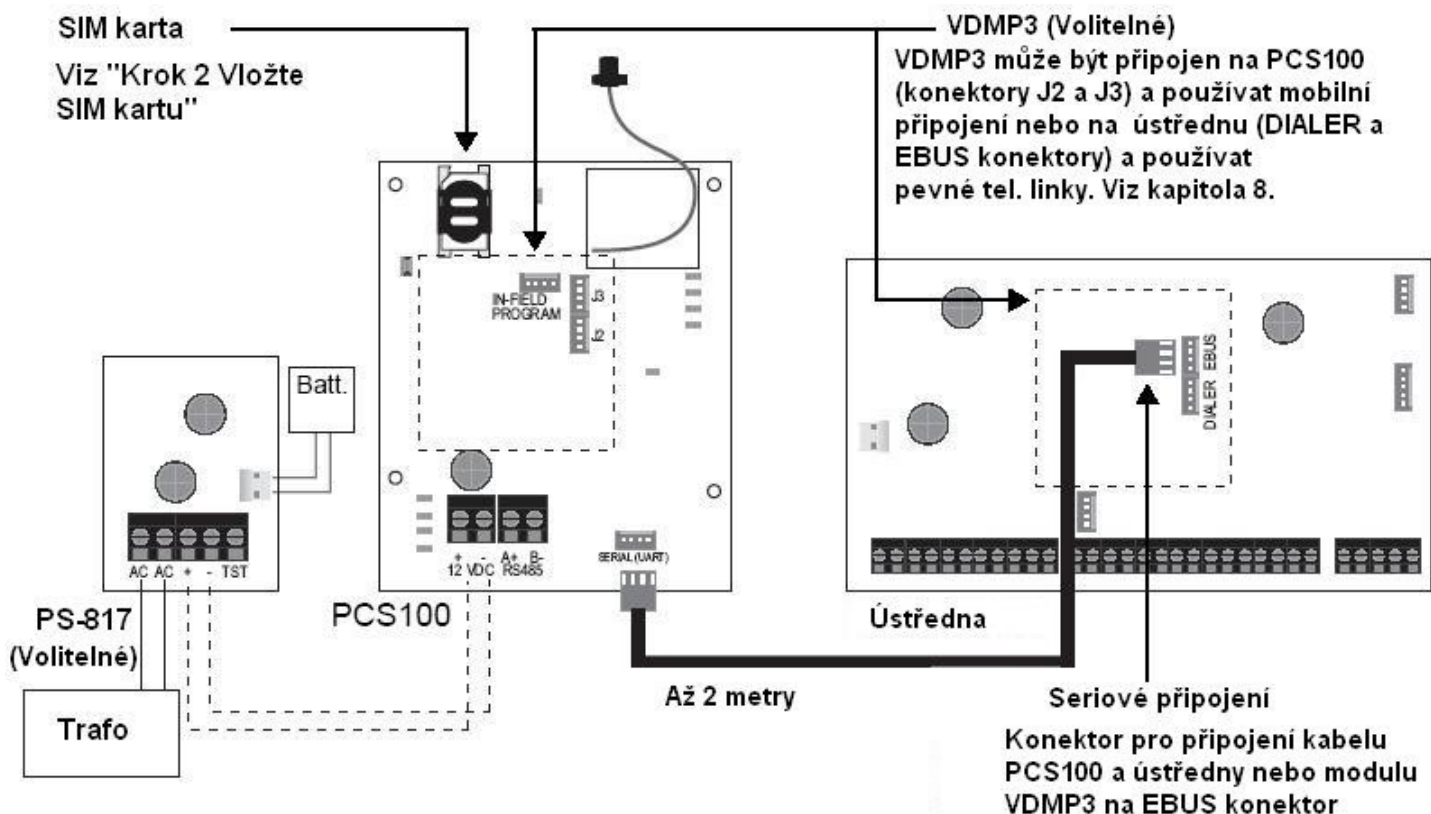 SIM karta
Viz "Krok 2 Vložte
SIM kartu"
VDMP3 (Volitelné)
VDMP3 může být připojen na PCS100
(konektory J2 a J3) a používat mobilní
připojení nebo na ústřednu (DIALER a
EBUS konektory) a používat
pevné tel. linky. Viz kapitola 8.
IN-FIELD
PROGRAM
J3
J2
EBUS
DIALER
Batt.
AC AC + - TST
+ - A+ B-
12 VDC RS485
SERIAL (UART)
PS-817
(Volitelné)
PCS100
Ústředna
Trafo
Až 2 metry
Seriové připojení
Konektor pro připojení kabelu
PCS100 a ústředny nebo modulu
VDMP3 na EBUS konektor